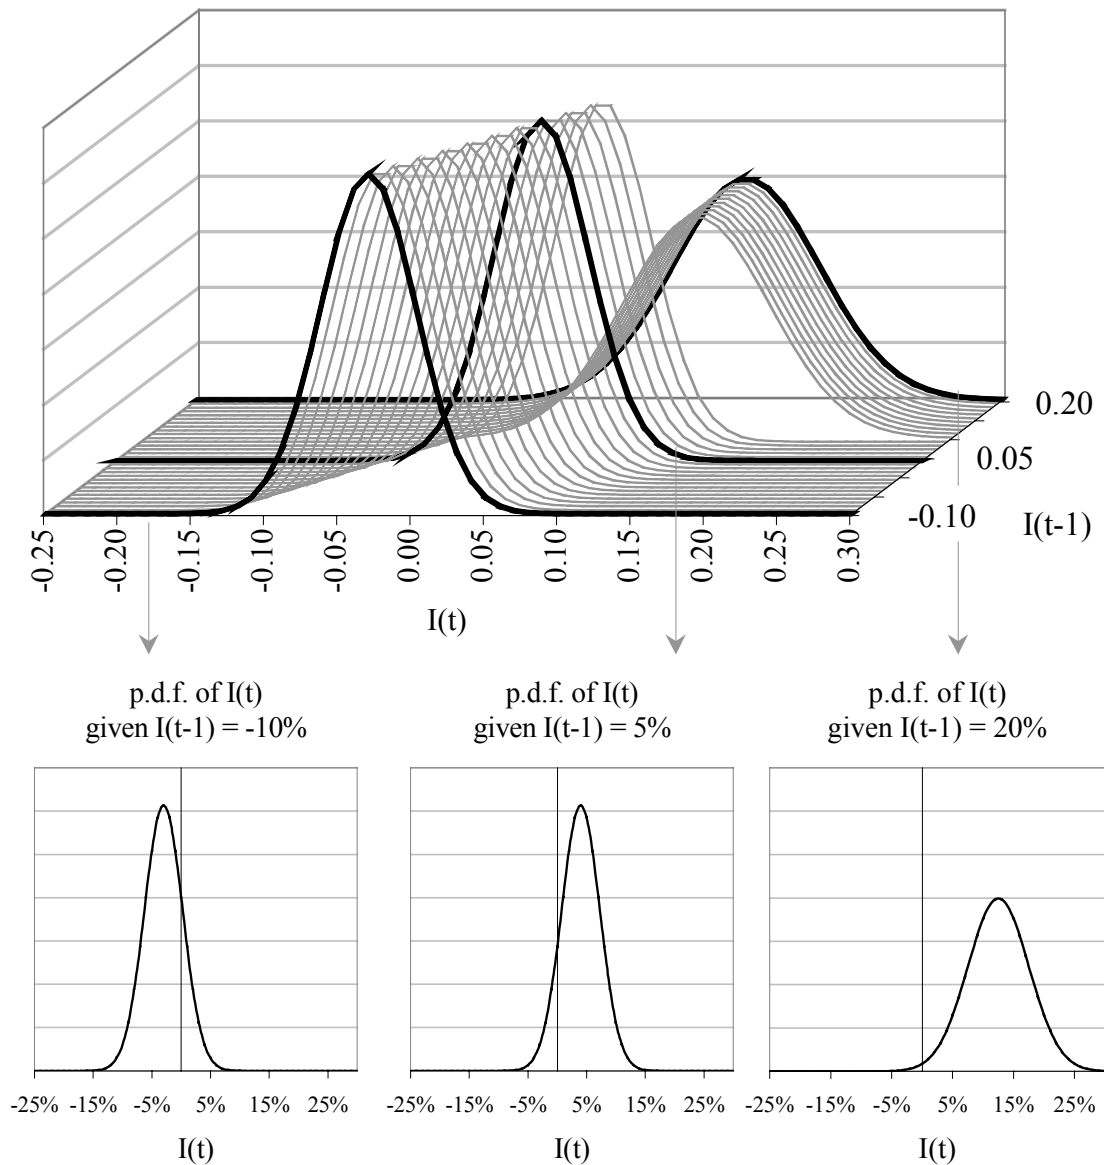 0.20
0.05
-0.10
I(t-1)
-0.25
-0.20
-0.15
-0.10
-0.05
0.00
0.05
0.10
0.15
0.20
0.25
0.30
I(t)
p.d.f. of I(t)
given I(t-1) = -10%
p.d.f. of I(t)
given I(t-1) = 5%
p.d.f. of I(t)
given I(t-1) = 20%
-25% -15% -5% 5% 15% 25%
I(t)
-25% -15% -5% 5% 15% 25%
I(t)
-25% -15% -5% 5% 15% 25%
I(t)